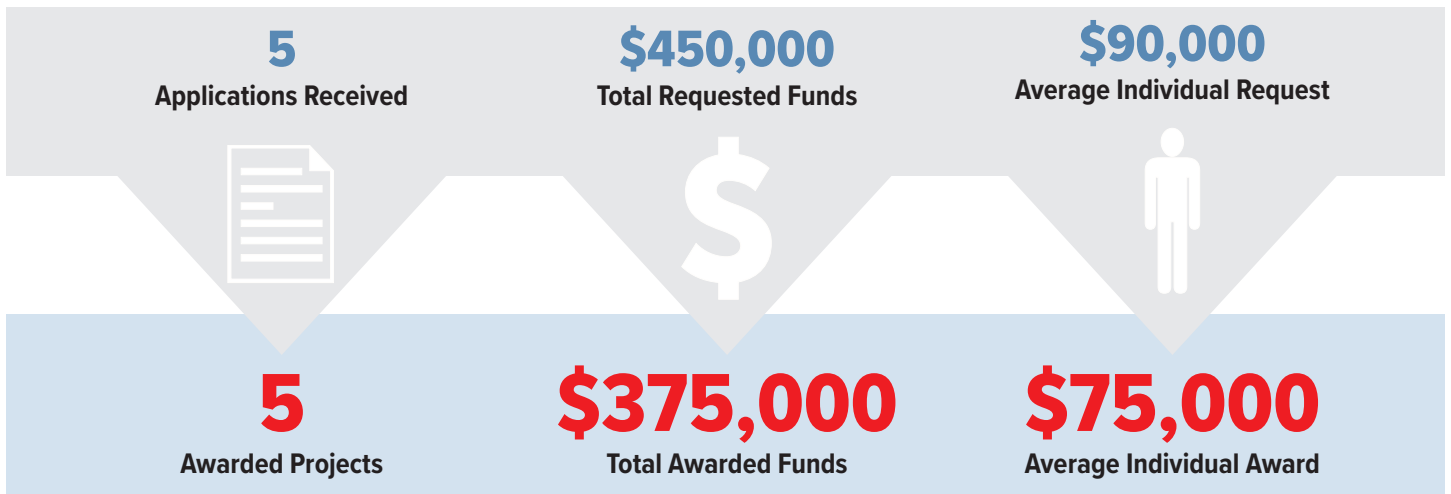 5
Applications Received
$450,000
Total Requested Funds
$90,000
Average Individual Request
$
5
Awarded Projects
$375,000
Total Awarded Funds
$75,000
Average Individual Award